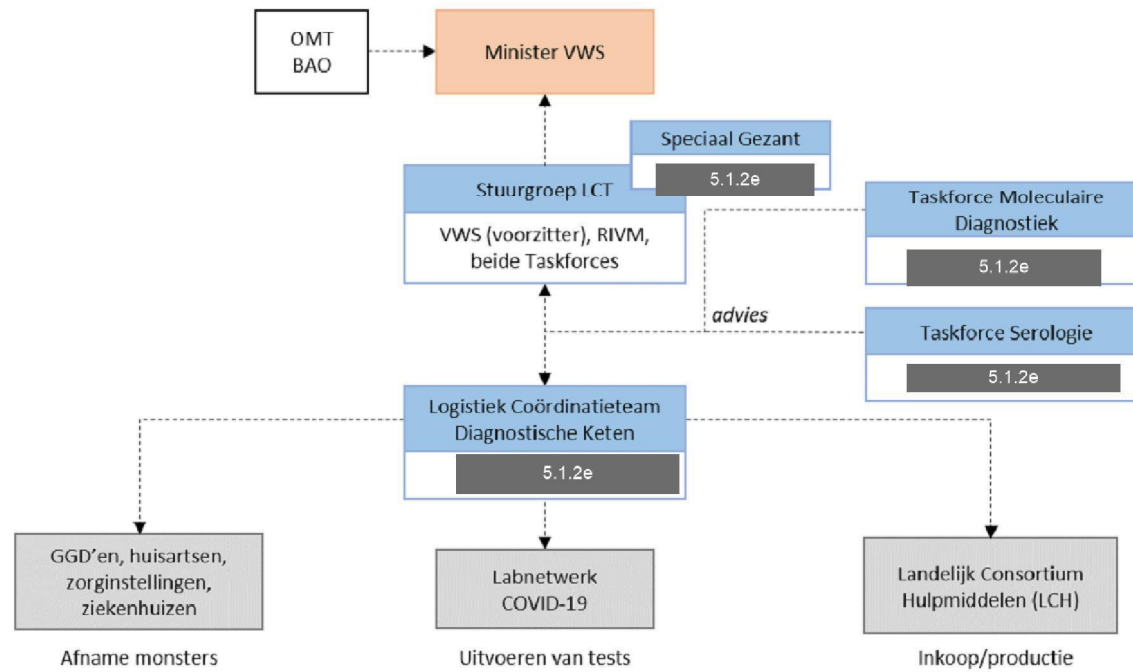 OMT
BAO
Minister VWS
Speciaal Gezant
5.1.2e
Stuurgroep LCT
VWS (voorzitter), RIVM,
beide Taskforces
Taskforce Moleculaire
Diagnostiek
5.1.2e
advies
Taskforce Serologie
5.1.2e
Logistiek Coördinatieteam
Diagnostische Keten
5.1.2e
GGD'en, huisartsen,
zorginstellingen,
ziekenhuizen
Labnetwerk
COVID-19
Landelijk Consortium
Hulpmiddelen (LCH)
Afname monsters
Uitvoeren van tests
Inkoop/productie